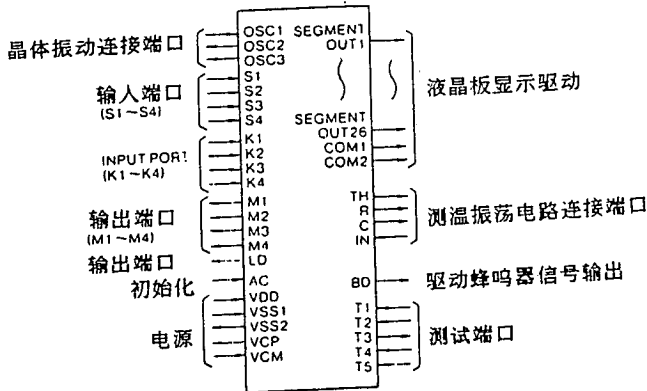 晶体振动连接端口
OSC1
OSC2
OSC3
输入端口
(S1~S4)
S1
S2
S3
S4
INPUT PORT
(K1~K4)
K1
K2
K3
K4
输出端口
(M1~M4)
M1
M2
M3
M4
输出端口
LD
初始化
AC
电源
VDD
VSS1
VSS2
VCP
VCM
SEGMENT
OUT1
SEGMENT
OUT26
COM1
COM2
液晶板显示驱动
TH
R
C
IN
测温振荡电路连接端口
BD
驱动蜂鸣器信号输出
T1
T2
T3
T4
T5
测试端口